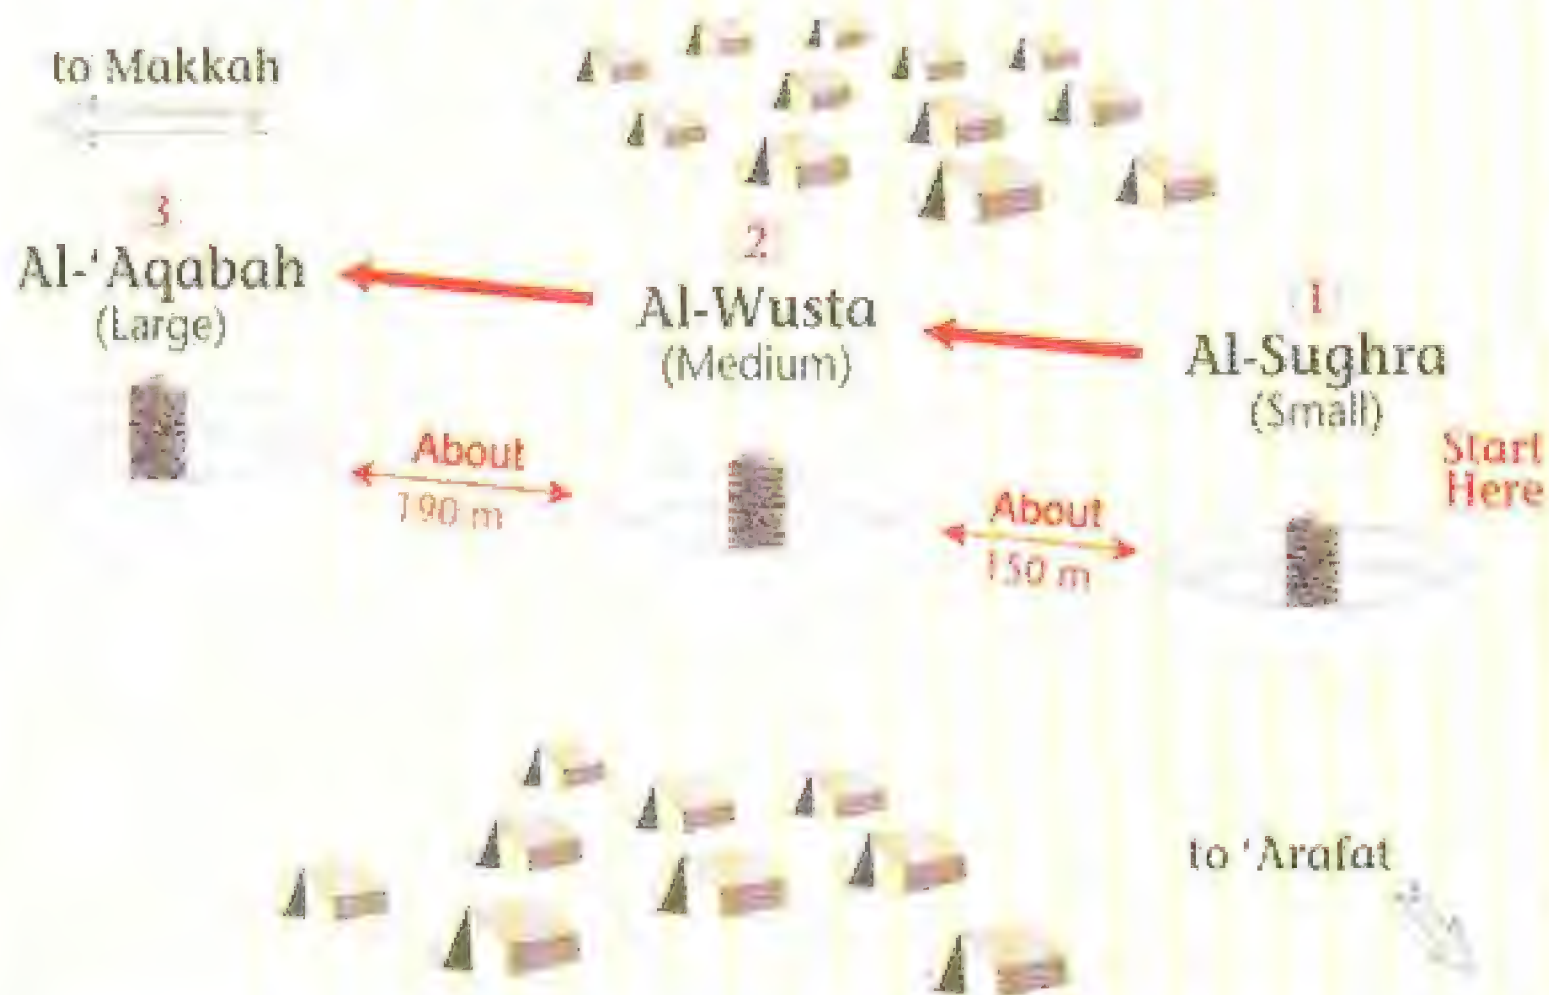 to Makkah
3
Al-‘Aqabah
(Large)
2
Al-Wusta
(Medium)
1
Al-Sughra
(Small)
Start
Here
About
190 m
About
150 m
to ‘Arafat